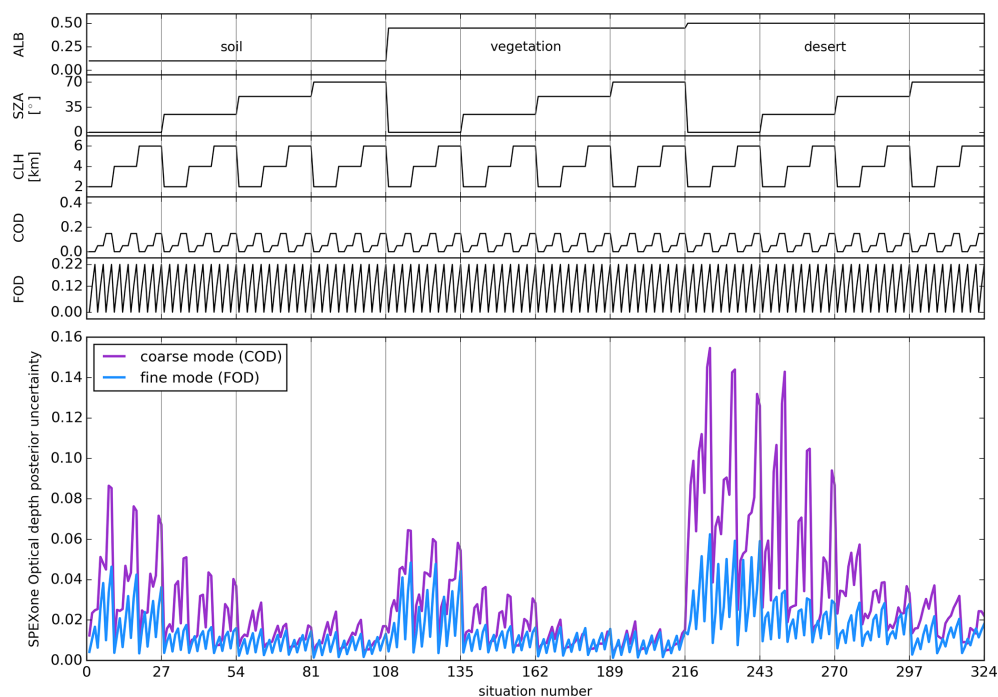 ALB
0.50
0.25
0.00
soil
vegetation
desert
SZA
[°]
70
35
0
CLH
[km]
6
4
2
COD
0.4
0.2
0.0
FOD
0.22
0.12
0.00
SPEXone Optical depth posterior uncertainty
0.16
0.14
0.12
0.10
0.08
0.06
0.04
0.02
0.00
coarse mode (COD)
fine mode (FOD)
0 27 54 81 108 135 162 189 216 243 270 297 324
situation number